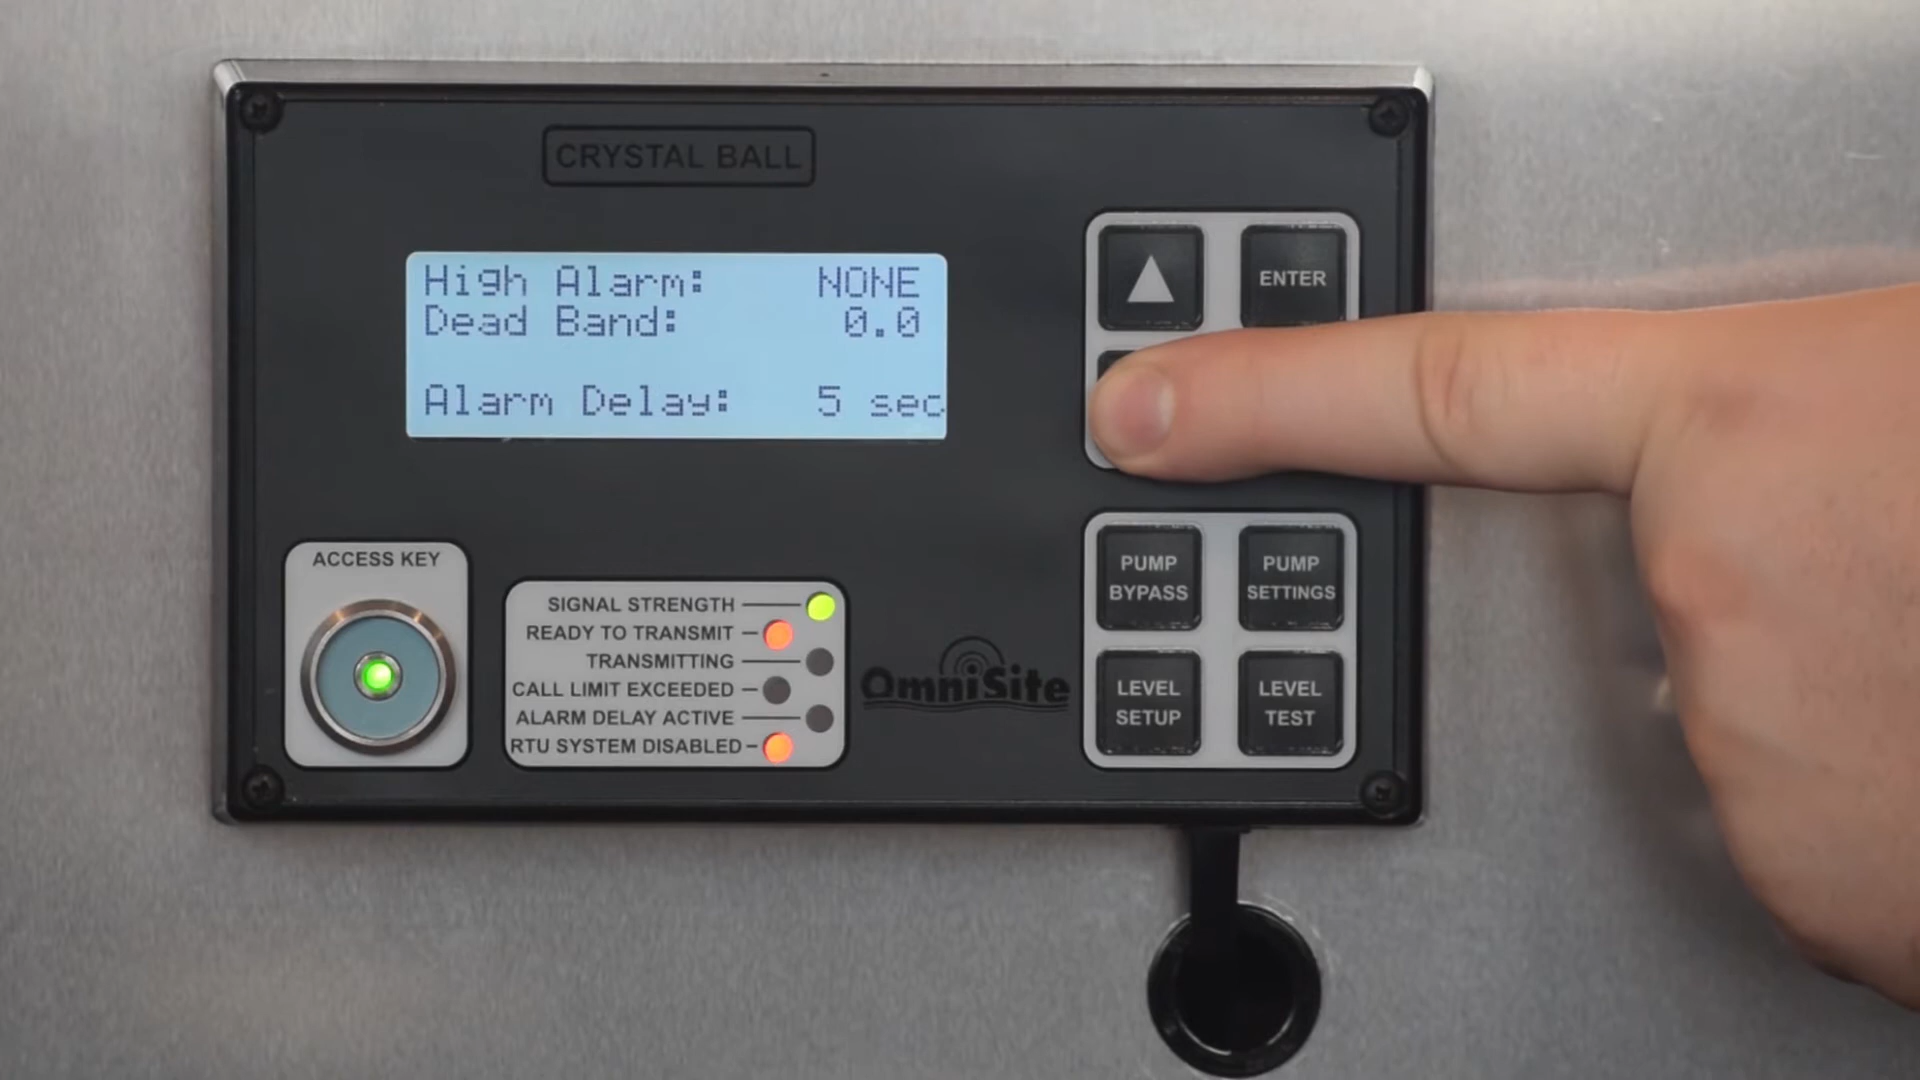 CRYSTAL BALL
High Alarm: NONE
Dead Band: 0.0
Alarm Delay: 5 sec
ENTER
ACCESS KEY
SIGNAL STRENGTH
READY TO TRANSMIT
TRANSMITTING
CALL LIMIT EXCEEDED
ALARM DELAY ACTIVE
RTU SYSTEM DISABLED
OmniSite
PUMP
BYPASS
PUMP
SETTINGS
LEVEL
SETUP
LEVEL
TEST